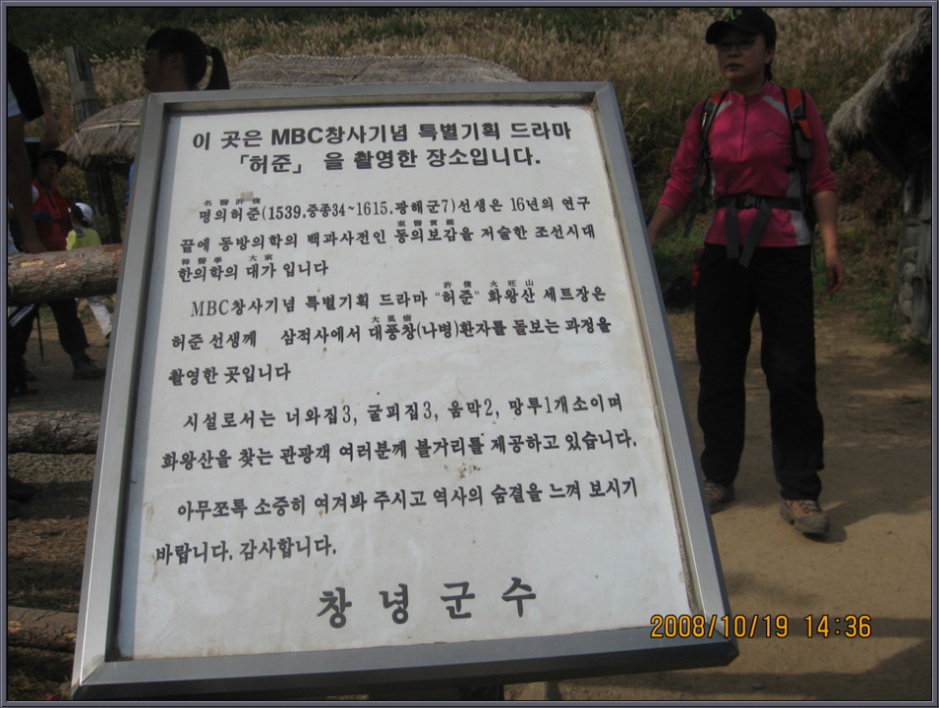 이 곳은 MBC창사기념 특별기획 드라마
「허준」 을 촬영한 장소입니다.
名醫許浚
명의허준(1539.중종34~1615.광해군7)선생은 16년의 연구
東醫寶鑑
끝에 동방의학의 백과사전인 동의보감을 저술한 조선시대
韓醫學 大家
한의학의 대가 입니다
許浚 火旺山
MBC창사기념 특별기획 드라마 "허준" 화왕산 세트장은
大風瘡
허준 선생께 삼적사에서 대풍창(나병)환자를 돌보는 과정을
촬영한 곳입니다
시설로서는 너와집3, 굴피집3, 움막2, 망루1개소이며
화왕산을 찾는 관광객 여러분께 볼거리를 제공하고 있습니다.
아무쪼록 소중히 여겨봐 주시고 역사의 숨결을 느껴 보시기
바랍니다. 감사합니다.
창 녕 군 수
2008/10/19 14:36